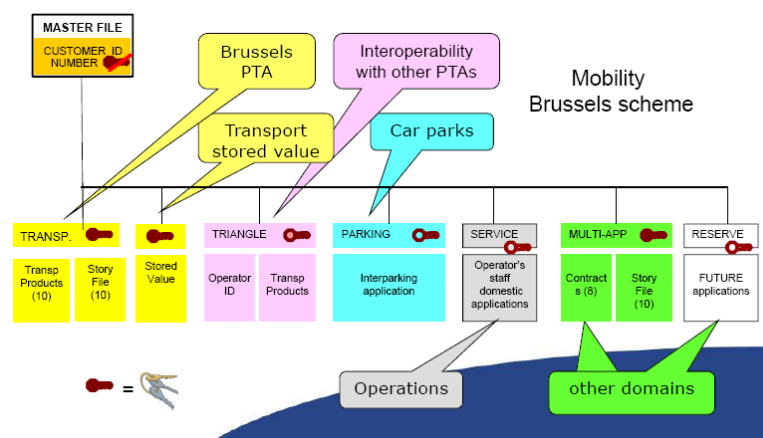 MASTER FILE
CUSTOMER_ID
NUMBER
Brussels
PTA
Interoperability
with other PTAs
Mobility
Brussels scheme
Transport
stored value
Car parks
TRANSP.
TRIANGLE
PARKING
SERVICE
MULTI-APP
RESERVE
Transp
Products
(10)
Story
File
(10)
Stored
Value
Operator
ID
Transp
Products
Interparking
application
Operator's
staff
domestic
applications
Contract
s (8)
Story
File
(10)
FUTURE
applications
=
Operations
other domains